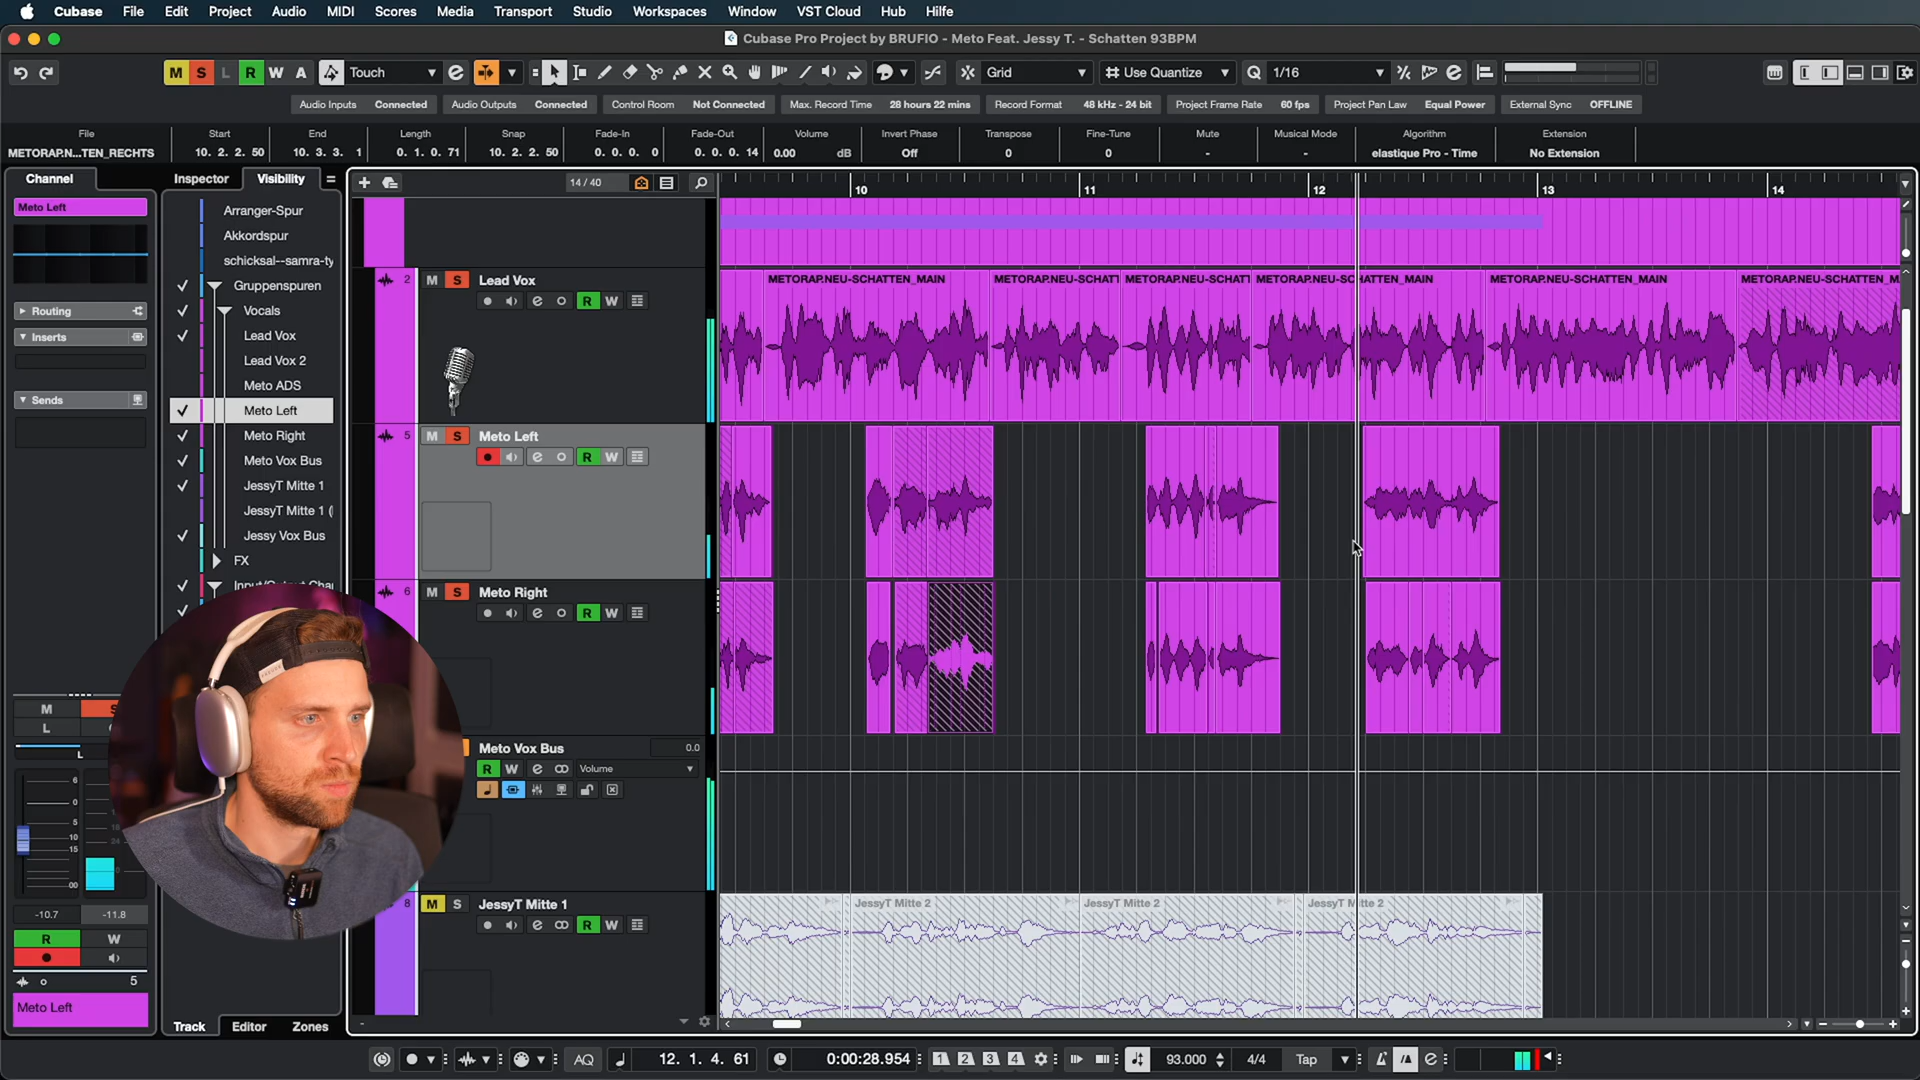 Cubase File Edit Project Audio MIDI Scores Media Transport Studio Workspaces Window VST Cloud Hub Hilfe
Cubase Pro Project by BRUFIO - Meto Feat. Jessy T. - Schatten 93BPM
M S L R W A Touch Grid Use Quantize Q 1/16
Audio Inputs Connected Audio Outputs Connected Control Room Not Connected Max. Record Time 28 hours 22 mins Record Format 48 kHz - 24 bit Project Frame Rate 60 fps Project Pan Law Equal Power External Sync OFFLINE
File Start End Length Snap Fade-In Fade-Out Volume Invert Phase Transpose Fine-Tune Mute Musical Mode Algorithm Extension
METORAP.N...TEN_RECHTS 10. 2. 2. 50 10. 3. 3. 1 0. 1. 0. 71 10. 2. 2. 50 0. 0. 0. 0 0. 0. 0. 14 0.00 dB Off 0 0 - - elastique Pro - Time No Extension
Channel Inspector Visibility 14 / 40
10 11 12 13 14
Meto Left
Routing
Inserts
Sends
Arranger-Spur
Akkordspur
schicksal--samra-ty
Gruppenspuren
Vocals
Lead Vox
Lead Vox 2
Meto ADS
Meto Left
Meto Right
Meto Vox Bus
JessyT Mitte 1
JessyT Mitte 1 (
Jessy Vox Bus
FX
2 M S Lead Vox
R W
METORAP.NEU-SCHATTEN_MAIN METORAP.NEU-SCHATT METORAP.NEU-SCHATT METORAP.NEU-SCHATTEN_MAIN METORAP.NEU-SCHATTEN_MAIN METORAP.NEU-SCHATTEN_M
5 M S Meto Left
R W
6 M S Meto Right
R W
Meto Vox Bus 0.0
R W Volume
8 M S JessyT Mitte 1
R W
JessyT Mitte 2 JessyT Mitte 2 JessyT Mitte 2
M
L
L
6
0
5
10
15
00
-10.7 -11.8
R W
5
Meto Left
Track Editor Zones
AQ 12. 1. 4. 61 0:00:28.954 1 2 3 4 93.000 4/4 Tap